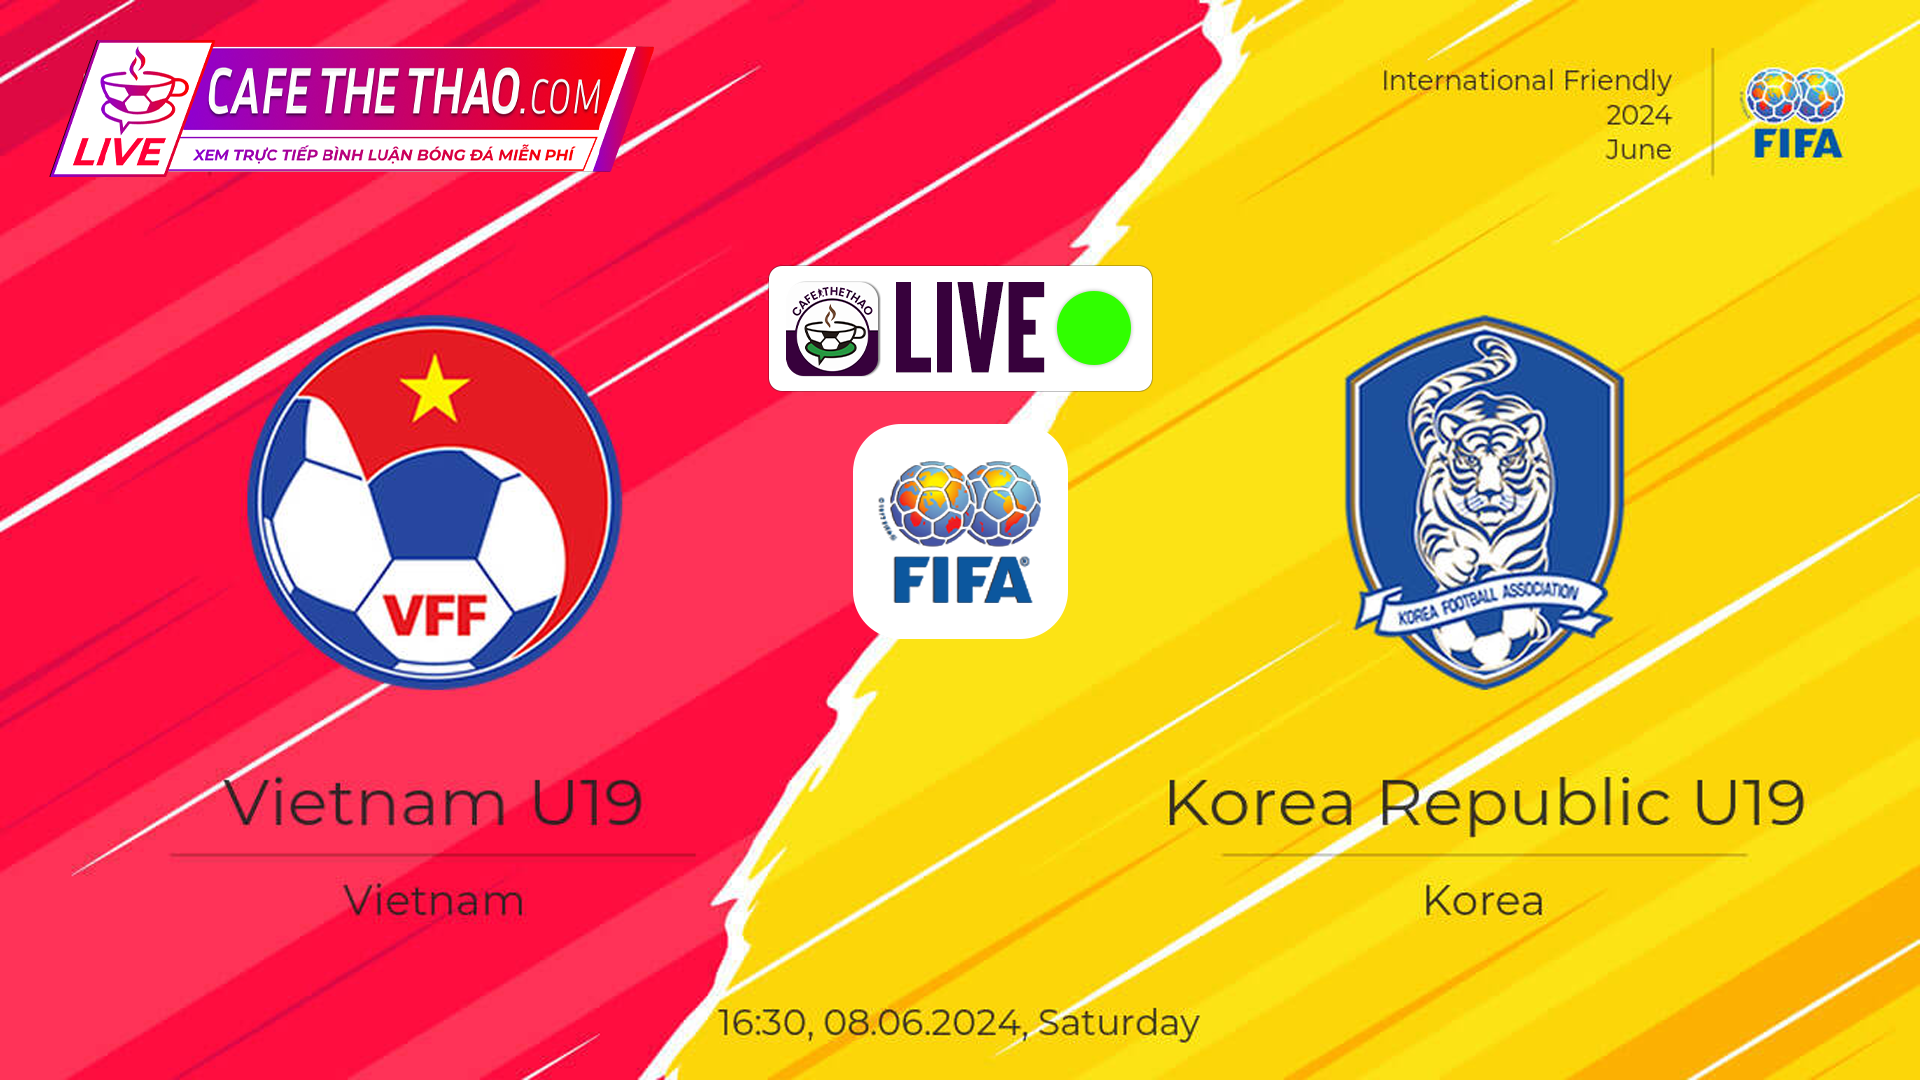 CAFE THE THAO.COM
LIVE
XEM TRỰC TIẾP BÌNH LUẬN BÓNG ĐÁ MIỄN PHÍ
International Friendly
2024
June
FIFA
CAFETHETHAO
LIVE
FIFA®
VFF
KOREA FOOTBALL ASSOCIATION
Vietnam U19
Vietnam
Korea Republic U19
Korea
16:30, 08.06.2024, Saturday